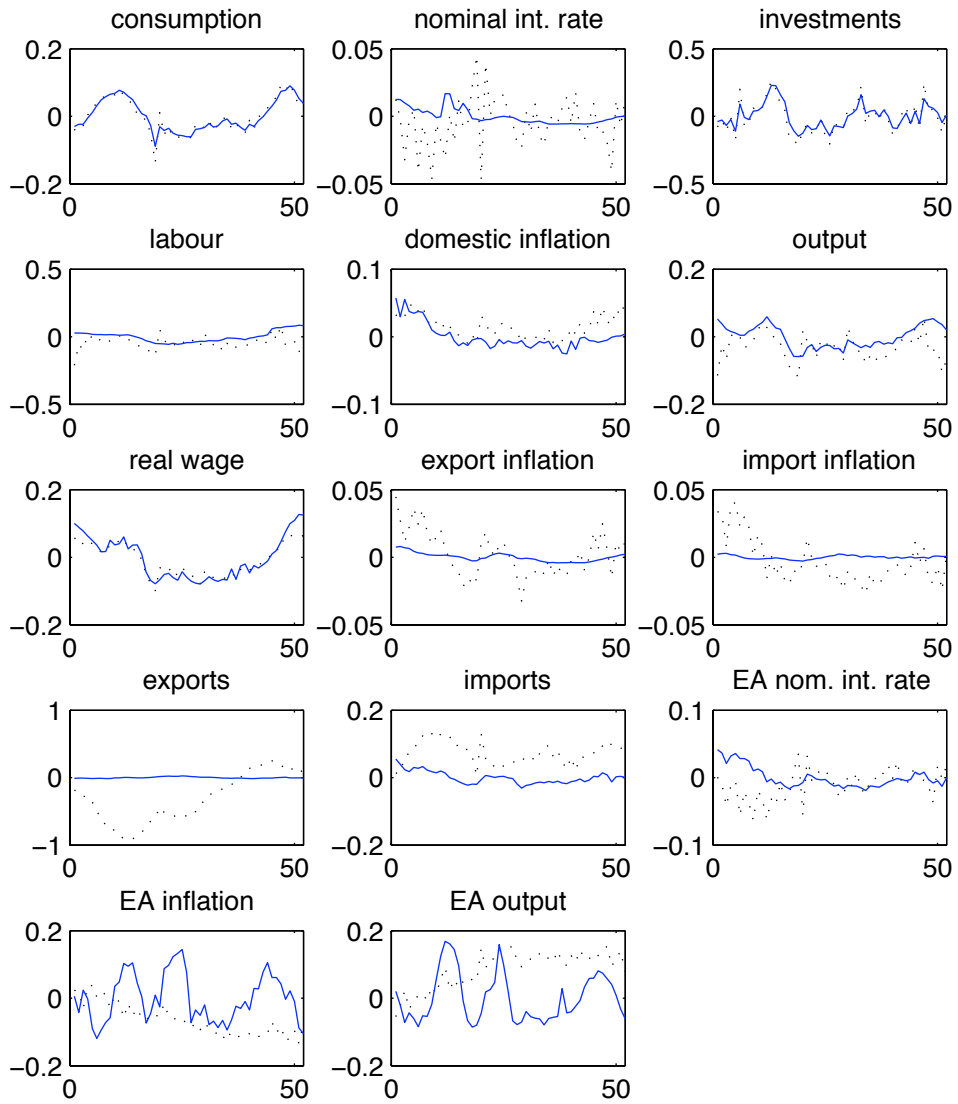 consumption nominal int. rate investments
0.2 0.05 0.5
0 0 0
−0.2 −0.05 −0.5
0 50 0 50 0 50
labour domestic inflation output
0.5 0.1 0.2
0 0 0
−0.5 −0.1 −0.2
0 50 0 50 0 50
real wage export inflation import inflation
0.2 0.05 0.05
0 0 0
−0.2 −0.05 −0.05
0 50 0 50 0 50
exports imports EA nom. int. rate
1 0.2 0.1
0 0 0
−1 −0.2 −0.1
0 50 0 50 0 50
EA inflation EA output
0.2 0.2
0 0
−0.2 −0.2
0 50 0 50